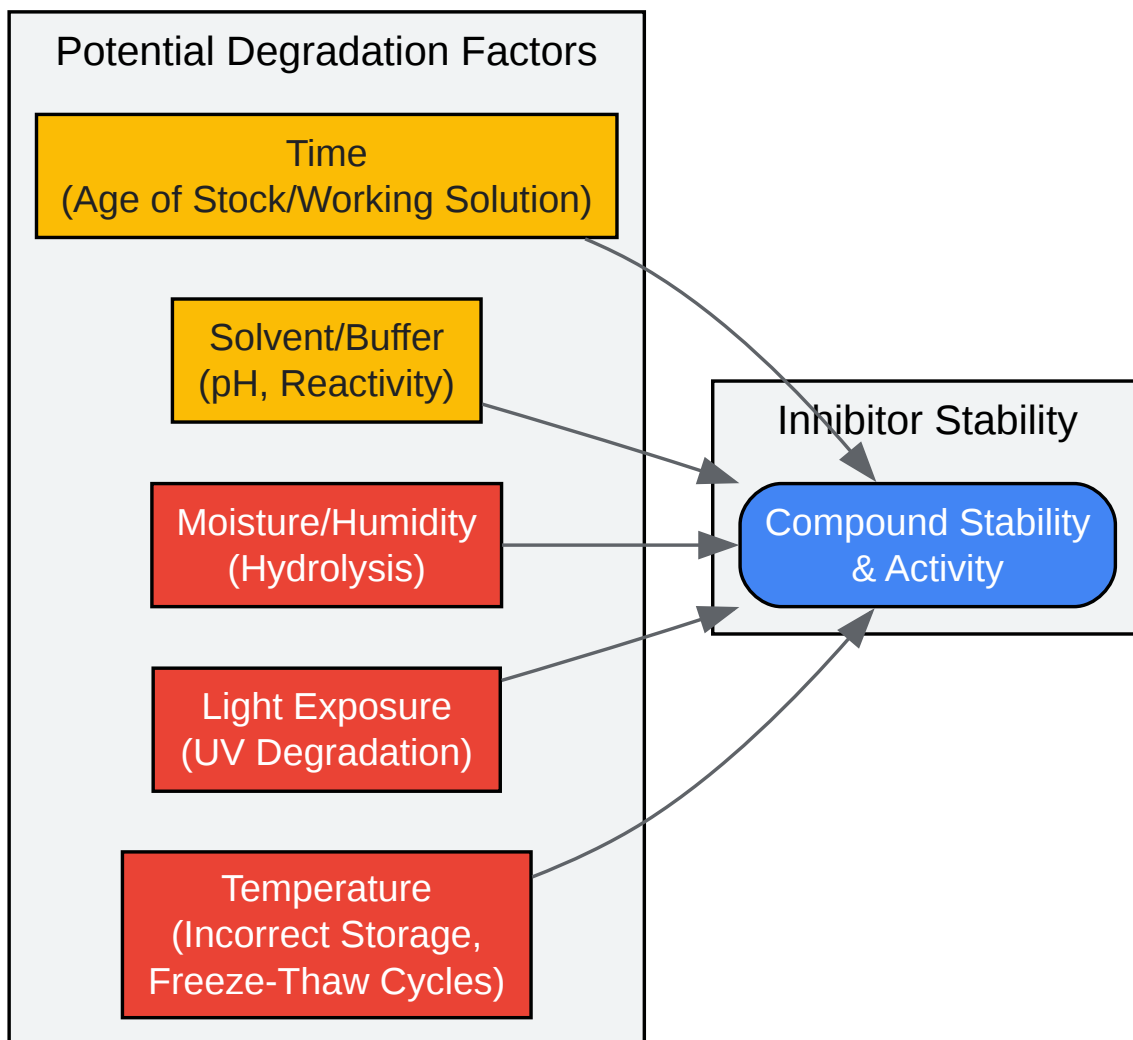 Potential Degradation Factors
Time
(Age of Stock/Working Solution)
Solvent/Buffer
(pH, Reactivity)
Moisture/Humidity
(Hydrolysis)
Light Exposure
(UV Degradation)
Temperature
(Incorrect Storage,
Freeze-Thaw Cycles)
Inhibitor Stability
Compound Stability
& Activity